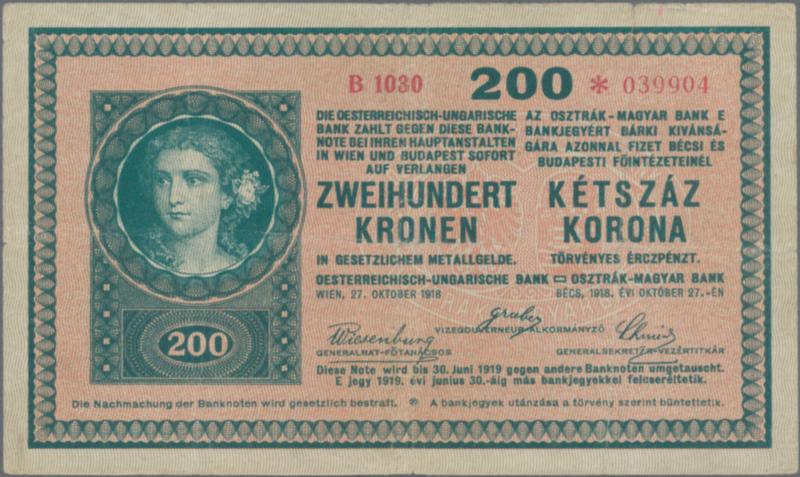 B 1030 200 * 039904
DIE OESTERREICHISCH-UNGARISCHE
BANK ZAHLT GEGEN DIESE BANK-
NOTE BEI IHREN HAUPTANSTALTEN
IN WIEN UND BUDAPEST SOFORT
AUF VERLANGEN
ZWEIHUNDERT
KRONEN
IN GESETZLICHEM METALLGELDE.
AZ OSZTRÁK-MAGYAR BANK E
BANKJEGYÉRT BÁRKI KIVÁNSÁ-
GÁRA AZONNAL FIZET BÉCSI ÉS
BUDAPESTI FŐINTÉZETEINÉL
KÉTSZÁZ
KORONA
TÖRVÉNYES ÉRCZPÉNZT.
OESTERREICHISCH-UNGARISCHE BANK ▭ OSZTRÁK-MAGYAR BANK
WIEN, 27. OKTOBER 1918 BÉCS, 1918. ÉVI OKTÓBER 27.-ÉN
Gruber
VIZEGOUVERNEUR-ALKORMÁNYZÓ
Wiesenburg
GENERALRAT-FŐTANÁCSOS
Schmid
GENERALSEKRETÄR-VEZÉRTITKÁR
200
Diese Note wird bis 30. Juni 1919 gegen andere Banknoten umgetauscht.
E jegy 1919. évi junius 30.-áig más bankjegyekkel felcseréltetik.
Die Nachmachung der Banknoten wird gesetzlich bestraft. A bankjegyek utánzása a törvény szerint büntettetik.